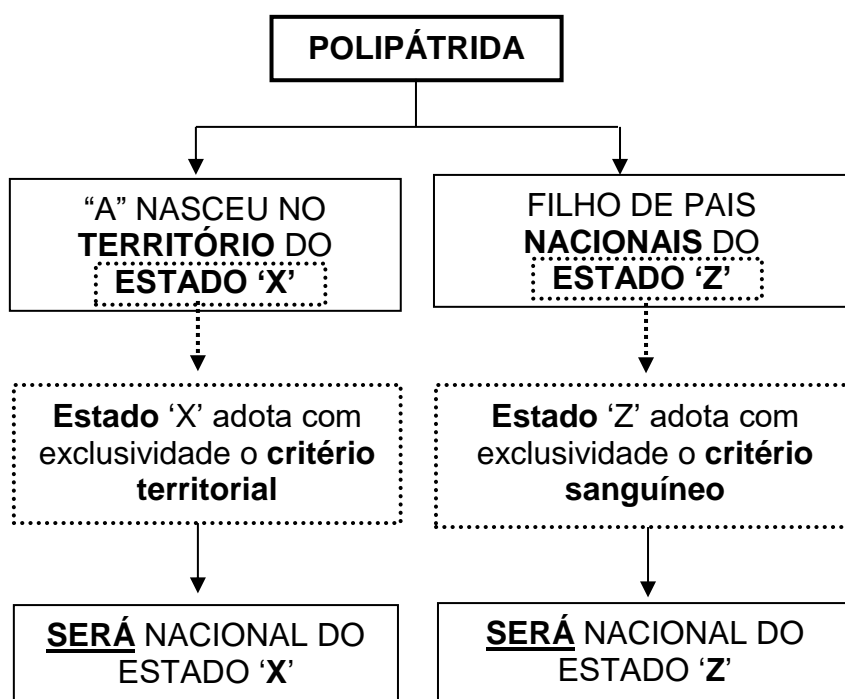 POLIPÁTRIDA
“A” NASCEU NO
TERRITÓRIO DO
ESTADO ‘X’
FILHO DE PAIS
NACIONAIS DO
ESTADO ‘Z’
Estado ‘X’ adota com
exclusividade o critério
territorial
Estado ‘Z’ adota com
exclusividade o critério
sanguíneo
SERÁ NACIONAL DO
ESTADO ‘X’
SERÁ NACIONAL DO
ESTADO ‘Z’